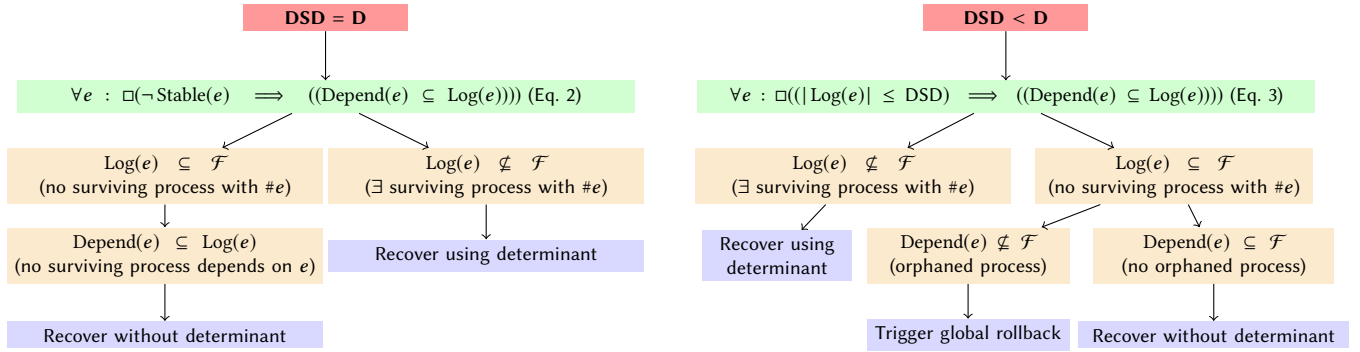 DSD = D
∀e : □(¬ Stable(e) ⟹ ((Depend(e) ⊆ Log(e)))) (Eq. 2)
Log(e) ⊆ ℱ
(no surviving process with #e)
Log(e) ⊈ ℱ
(∃ surviving process with #e)
Depend(e) ⊆ Log(e)
(no surviving process depends on e)
Recover using determinant
Recover without determinant
DSD < D
∀e : □((| Log(e)| ≤ DSD) ⟹ ((Depend(e) ⊆ Log(e)))) (Eq. 3)
Log(e) ⊈ ℱ
(∃ surviving process with #e)
Log(e) ⊆ ℱ
(no surviving process with #e)
Recover using
determinant
Depend(e) ⊈ ℱ
(orphaned process)
Depend(e) ⊆ ℱ
(no orphaned process)
Trigger global rollback
Recover without determinant